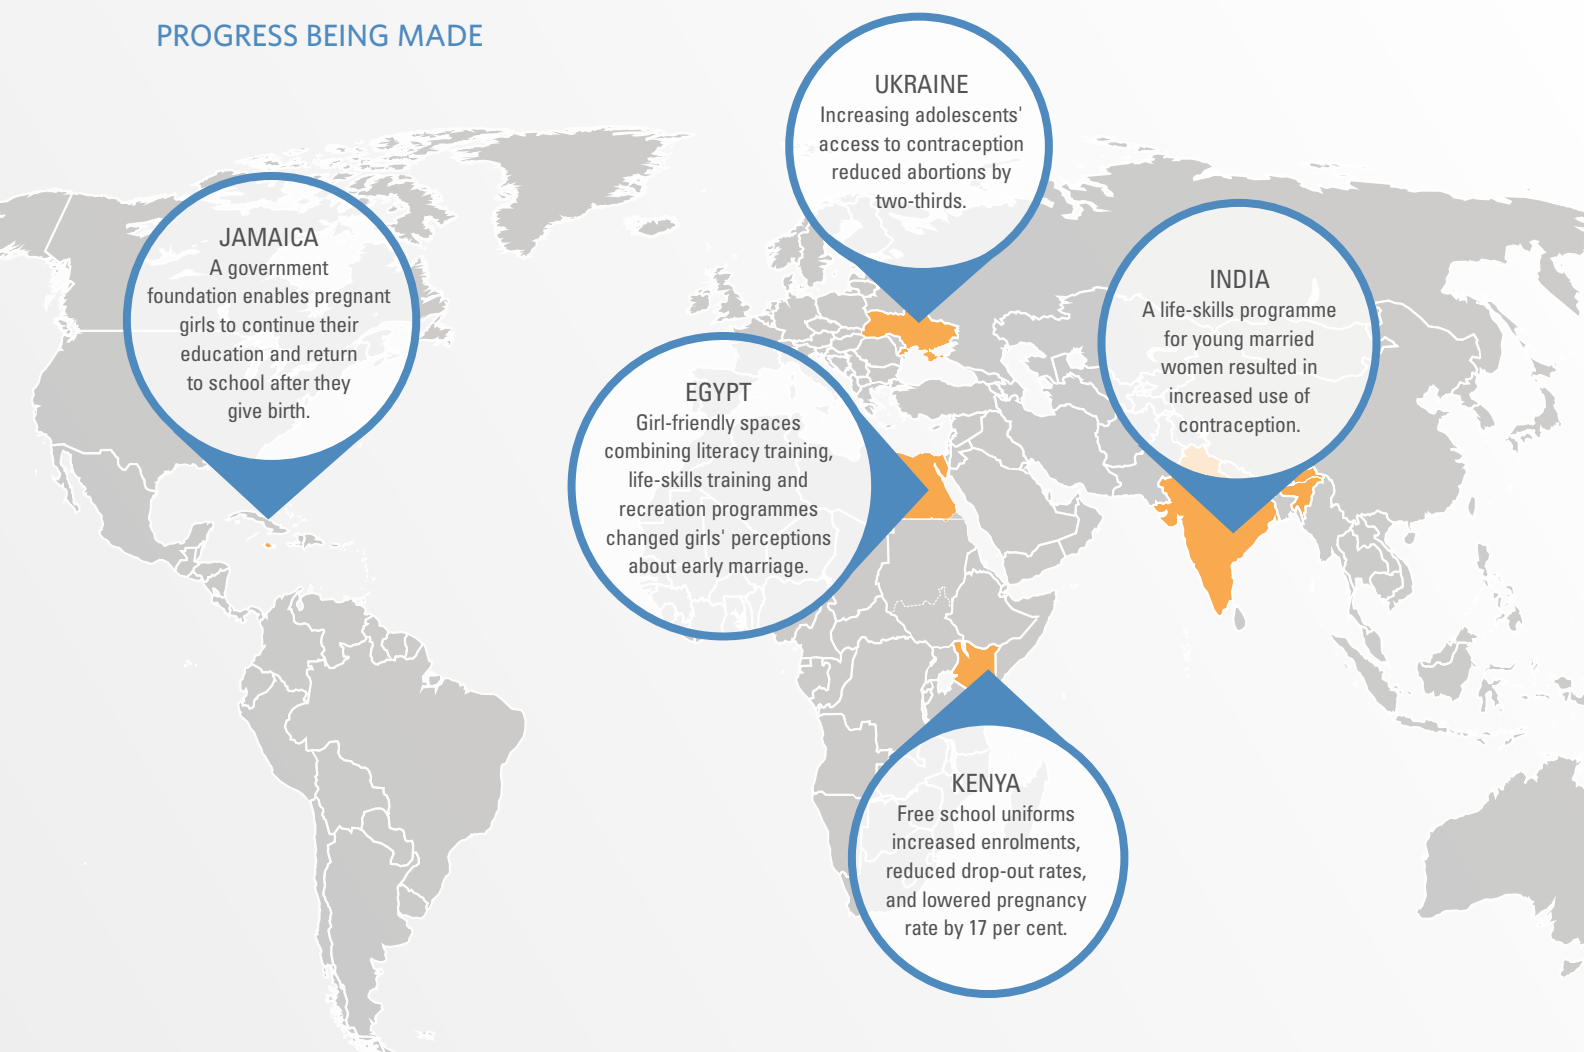 PROGRESS BEING MADE
UKRAINE
Increasing adolescents'
access to contraception
reduced abortions by
two-thirds.
JAMAICA
A government
foundation enables pregnant
girls to continue their
education and return
to school after they
give birth.
INDIA
A life-skills programme
for young married
women resulted in
increased use of
contraception.
EGYPT
Girl-friendly spaces
combining literacy training,
life-skills training and
recreation programmes
changed girls' perceptions
about early marriage.
KENYA
Free school uniforms
increased enrolments,
reduced drop-out rates,
and lowered pregnancy
rate by 17 per cent.